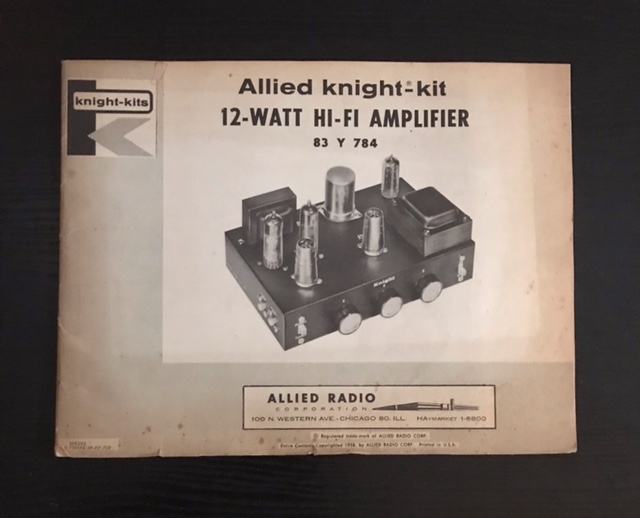 knight-kits
Allied knight-kit
12-WATT HI-FI AMPLIFIER
83 Y 784
Knight
ALLIED RADIO
CORPORATION
100 N. WESTERN AVE.-CHICAGO 80, ILL. HAYMARKET 1-6800
® Registered trade-mark of ALLIED RADIO CORP.
Entire Contents Copyrighted 1958, by ALLIED RADIO CORP. Printed in U.S.A.